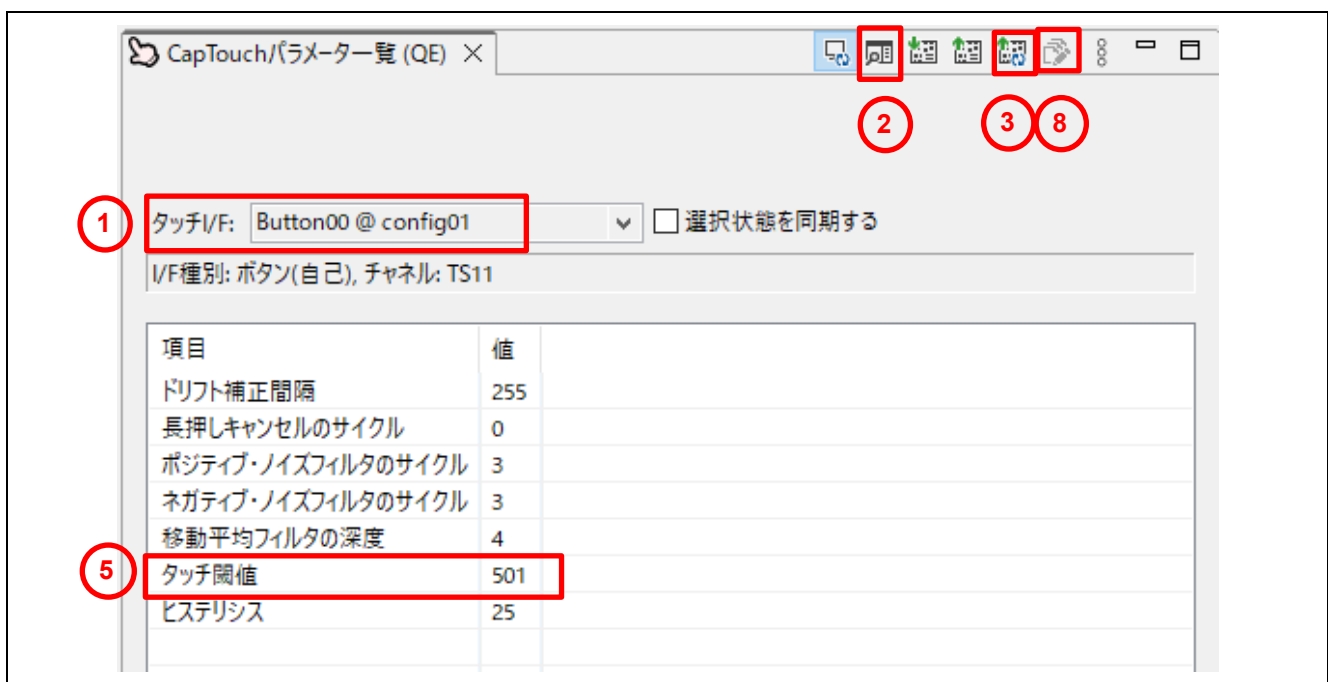 CapTouchパラメータ一覧 (QE)
2
3
8
1
タッチI/F: Button00 @ config01 選択状態を同期する
I/F種別: ボタン(自己), チャネル: TS11
項目 値
ドリフト補正間隔 255
長押しキャンセルのサイクル 0
ポジティブ・ノイズフィルタのサイクル 3
ネガティブ・ノイズフィルタのサイクル 3
移動平均フィルタの深度 4
5
タッチ閾値 501
ヒステリシス 25